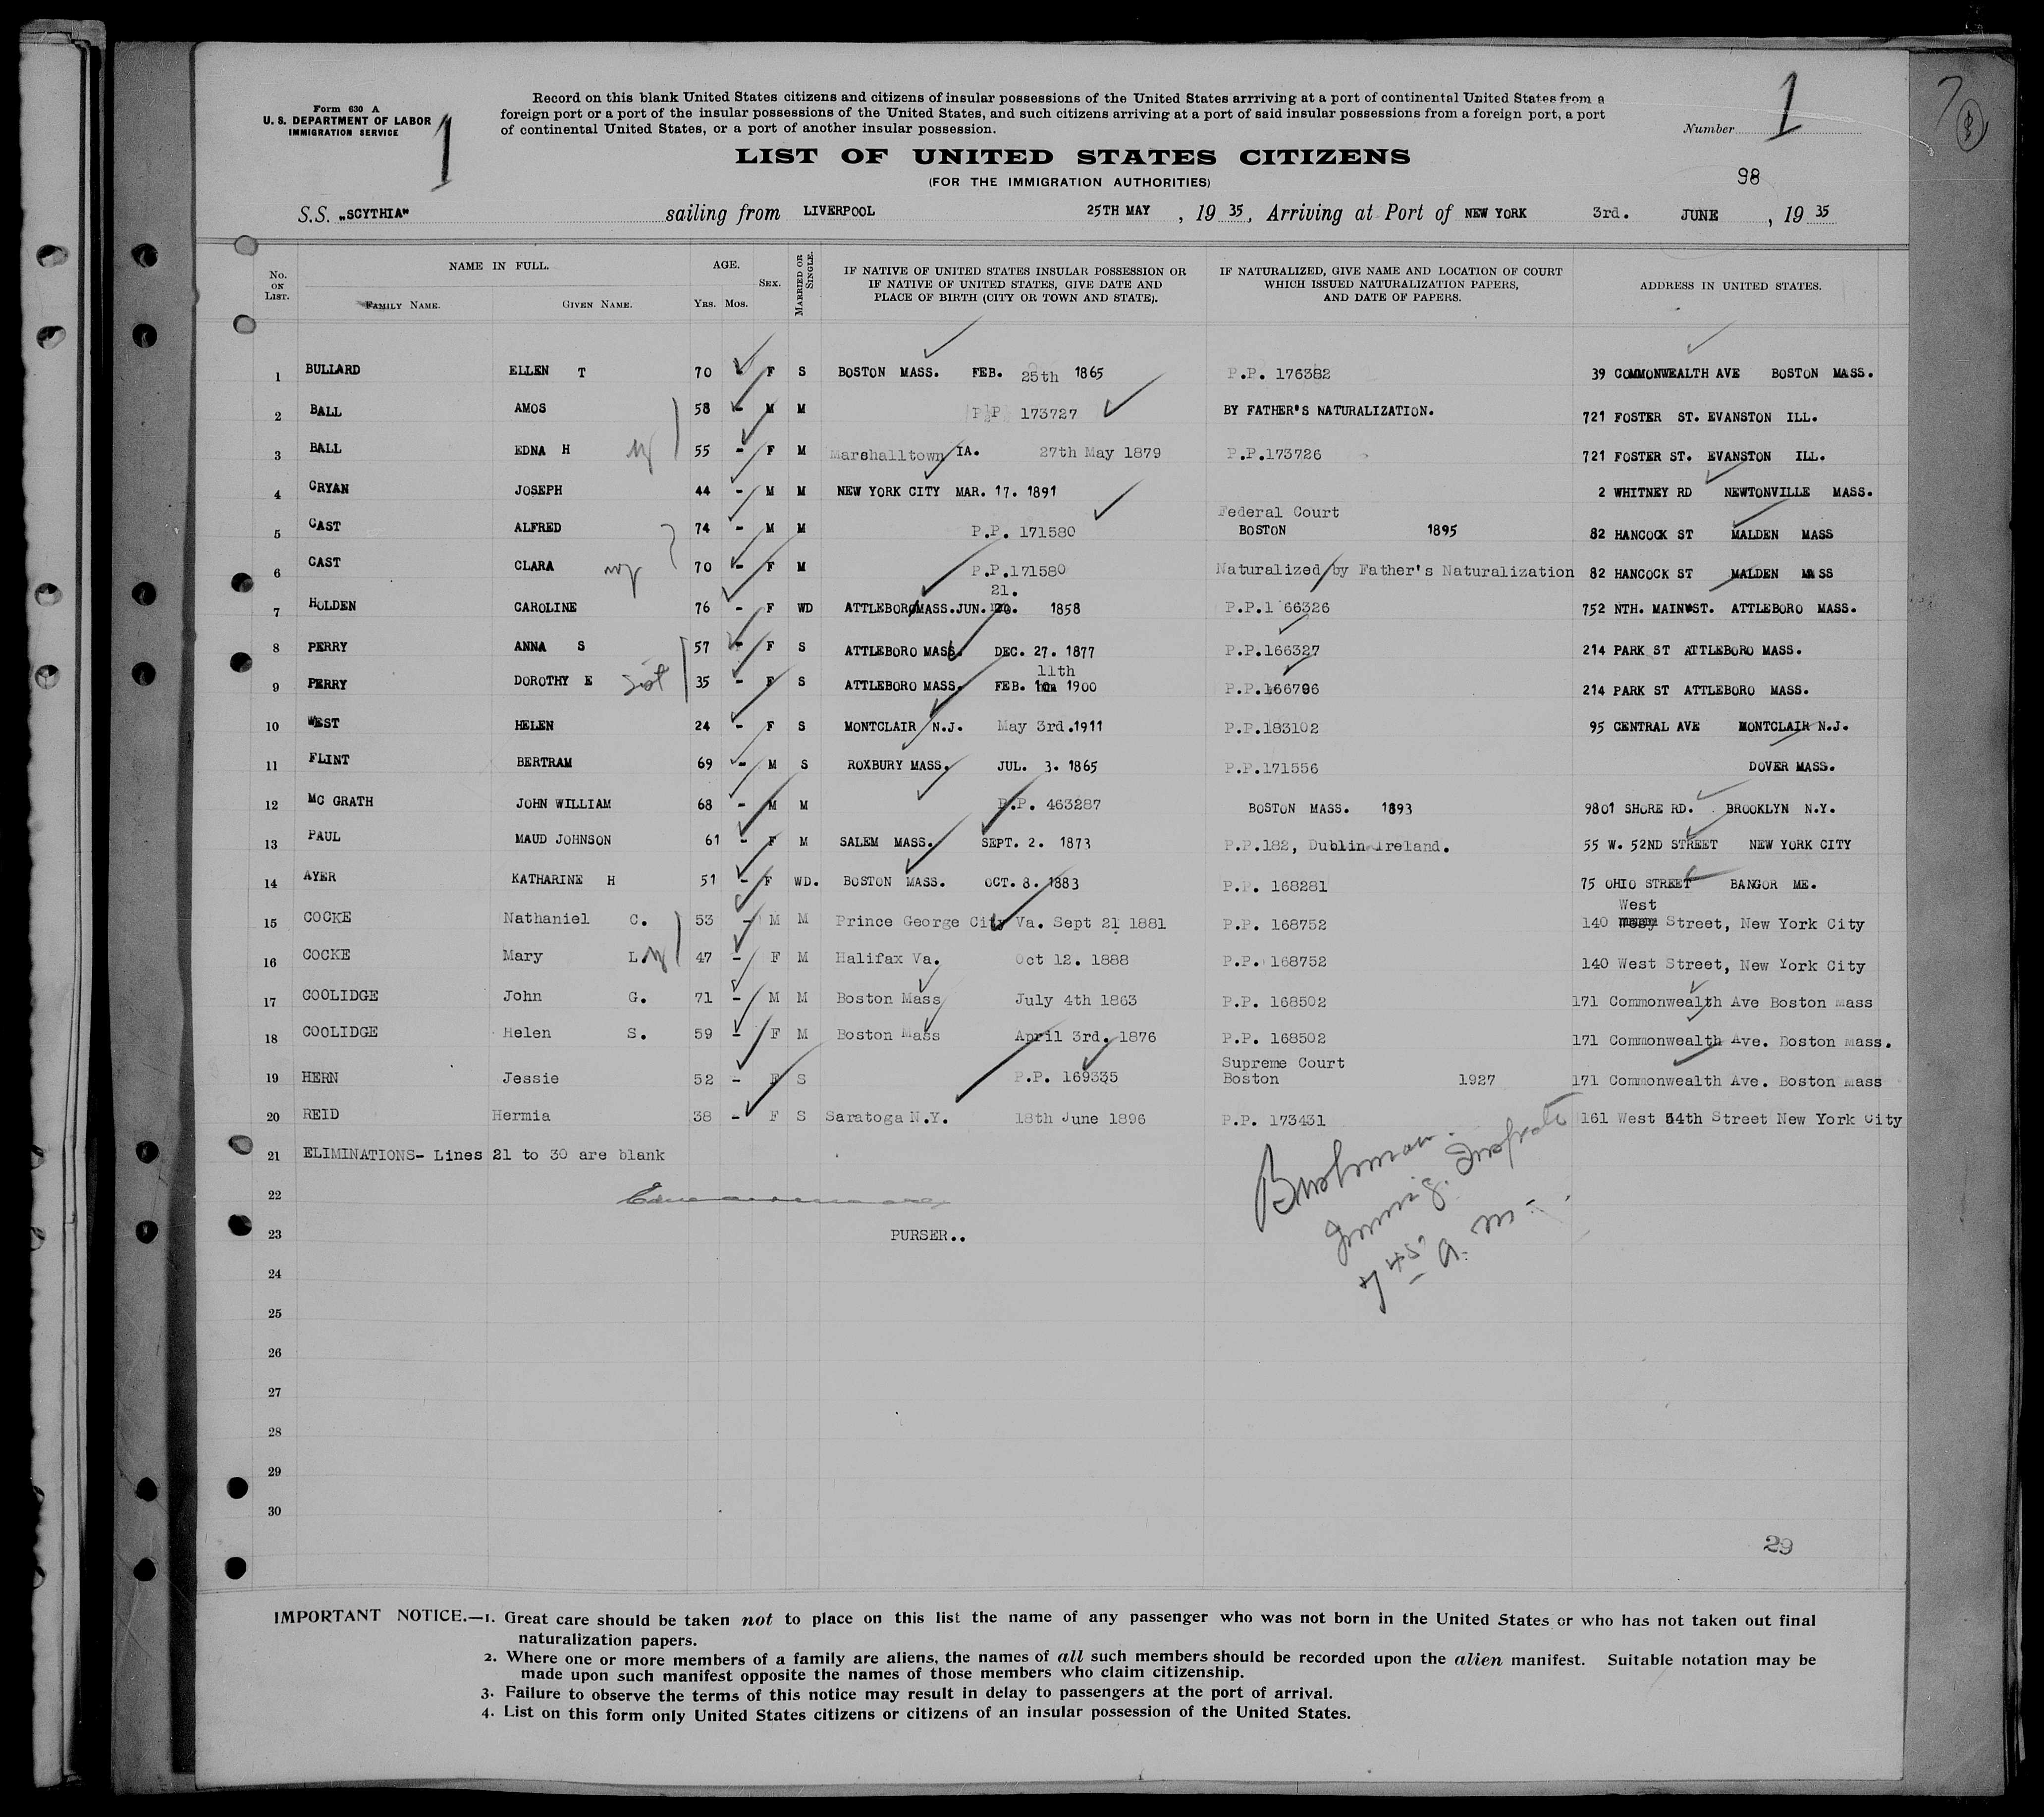 Form 630 A
U. S. DEPARTMENT OF LABOR
IMMIGRATION SERVICE
1
Record on this blank United States citizens and citizens of insular possessions of the United States arrriving at a port of continental United States from a
foreign port or a port of the insular possessions of the United States, and such citizens arriving at a port of said insular possessions from a foreign port, a port
of continental United States, or a port of another insular possession.
Number 1
7
LIST OF UNITED STATES CITIZENS
(FOR THE IMMIGRATION AUTHORITIES)
98
S.S. „SCYTHIA" sailing from LIVERPOOL 25TH MAY , 19 35, Arriving at Port of NEW YORK 3rd. JUNE , 19 35
No. ON LIST.
NAME IN FULL.
FAMILY NAME. GIVEN NAME.
AGE.
YRS. MOS.
SEX.
MARRIED OR SINGLE.
IF NATIVE OF UNITED STATES INSULAR POSSESSION OR
IF NATIVE OF UNITED STATES, GIVE DATE AND
PLACE OF BIRTH (CITY OR TOWN AND STATE).
IF NATURALIZED, GIVE NAME AND LOCATION OF COURT
WHICH ISSUED NATURALIZATION PAPERS,
AND DATE OF PAPERS.
ADDRESS IN UNITED STATES.
1 BULLARD ELLEN T 70 - F S BOSTON MASS. FEB. 25th 1865 P.P. 176382 39 COMMONWEALTH AVE BOSTON MASS.
2 BALL AMOS 58 - M M P.P. 173727 BY FATHER'S NATURALIZATION. 721 FOSTER ST. EVANSTON ILL.
3 BALL EDNA H 55 - F M Marshalltown IA. 27th May 1879 P.P.173726 721 FOSTER ST. EVANSTON ILL.
4 CRYAN JOSEPH 44 - M M NEW YORK CITY MAR. 17. 1891 2 WHITNEY RD NEWTONVILLE MASS.
Federal Court
5 CAST ALFRED 74 - M M P.P. 171580 BOSTON 1895 82 HANCOCK ST MALDEN MASS
6 CAST CLARA 70 - F M P.P.171580 Naturalized by Father's Naturalization 82 HANCOCK ST MALDEN MASS
21.
7 HOLDEN CAROLINE 76 - F WD ATTLEBORO MASS.JUN. 20. 1858 P.P.1 66326 752 NTH. MAIN ST. ATTLEBORO MASS.
8 PERRY ANNA S 57 - F S ATTLEBORO MASS. DEC. 27. 1877 P.P.166327 214 PARK ST ATTLEBORO MASS.
11th
9 PERRY DOROTHY E Sist 35 - F S ATTLEBORO MASS. FEB. 10 1900 P.P.166796 214 PARK ST ATTLEBORO MASS.
10 WEST HELEN 24 - F S MONTCLAIR N.J. May 3rd.1911 P.P.183102 95 CENTRAL AVE MONTCLAIR N.J.
11 FLINT BERTRAM 69 - M S ROXBURY MASS. JUL. 3. 1865 P.P.171556 DOVER MASS.
12 MC GRATH JOHN WILLIAM 68 - M M P.P. 463287 BOSTON MASS. 1893 9801 SHORE RD. BROOKLYN N.Y.
13 PAUL MAUD JOHNSON 61 - F M SALEM MASS. SEPT. 2. 1873 P.P.182, Dublin Ireland. 55 W. 52ND STREET NEW YORK CITY
14 AYER KATHARINE H 51 - F WD. BOSTON MASS. OCT. 8. 1883 P.P. 168281 75 OHIO STREET BANGOR ME.
West
15 COCKE Nathaniel C. 53 - M M Prince George City Va. Sept 21 1881 P.P. 168752 140 Street, New York City
16 COCKE Mary L 47 - F M Halifax Va. Oct 12. 1888 P.P. 168752 140 West Street, New York City
17 COOLIDGE John G. 71 - M M Boston Mass July 4th 1863 P.P. 168502 171 Commonwealth Ave Boston mass
18 COOLIDGE Helen S. 59 - F M Boston Mass April 3rd. 1876 P.P. 168502 171 Commonwealth Ave. Boston mass.
Supreme Court
19 HERN Jessie 52 - F S P.P. 169335 Boston 1927 171 Commonwealth Ave. Boston Mass
20 REID Hermia 38 - F S Saratoga N.Y. 18th June 1896 P.P. 173431 161 West 54th Street New York City
21 ELIMINATIONS- Lines 21 to 30 are blank
22
23 PURSER..
Bushman
Immig. Inspector
7 45 a. m.
24
25
26
27
28
29
30
29
IMPORTANT NOTICE.—1. Great care should be taken not to place on this list the name of any passenger who was not born in the United States or who has not taken out final
naturalization papers.
2. Where one or more members of a family are aliens, the names of all such members should be recorded upon the alien manifest. Suitable notation may be
made upon such manifest opposite the names of those members who claim citizenship.
3. Failure to observe the terms of this notice may result in delay to passengers at the port of arrival.
4. List on this form only United States citizens or citizens of an insular possession of the United States.